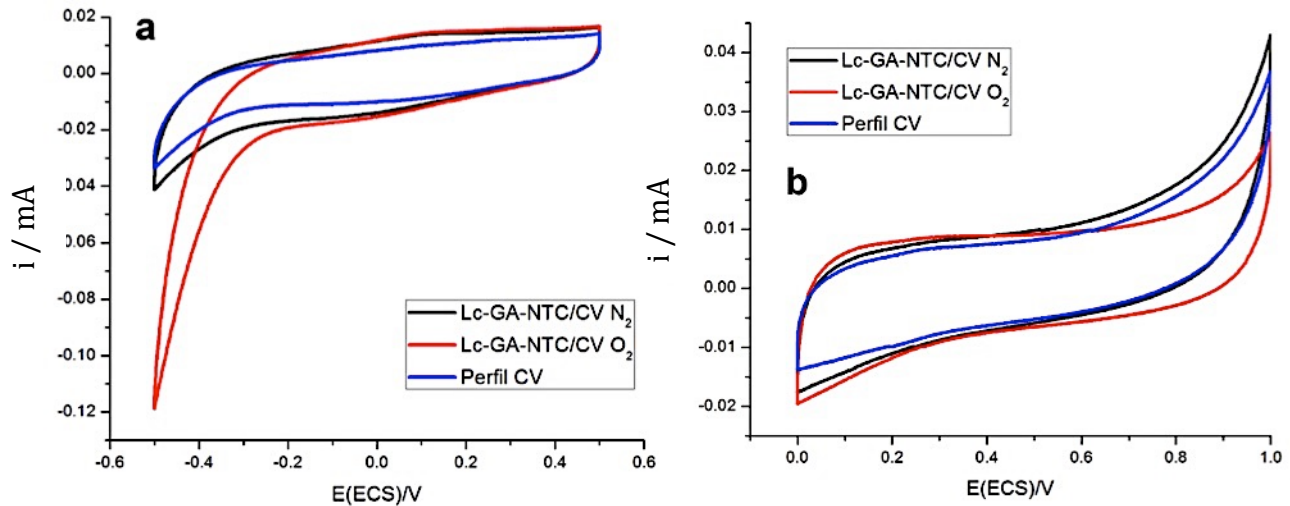 a
0.02
0.00
-0.02
0.04
-0.06
-0.08
-0.10
-0.12
i / mA
Lc-GA-NTC/CV N₂
Lc-GA-NTC/CV O₂
Perfil CV
-0.6
-0.4
-0.2
0.0
0.2
0.4
0.6
E(ECS)/V
b
0.04
0.03
0.02
0.01
0.00
-0.01
-0.02
i / mA
Lc-GA-NTC/CV N₂
Lc-GA-NTC/CV O₂
Perfil CV
0.0
0.2
0.4
0.6
0.8
1.0
E(ECS)/V